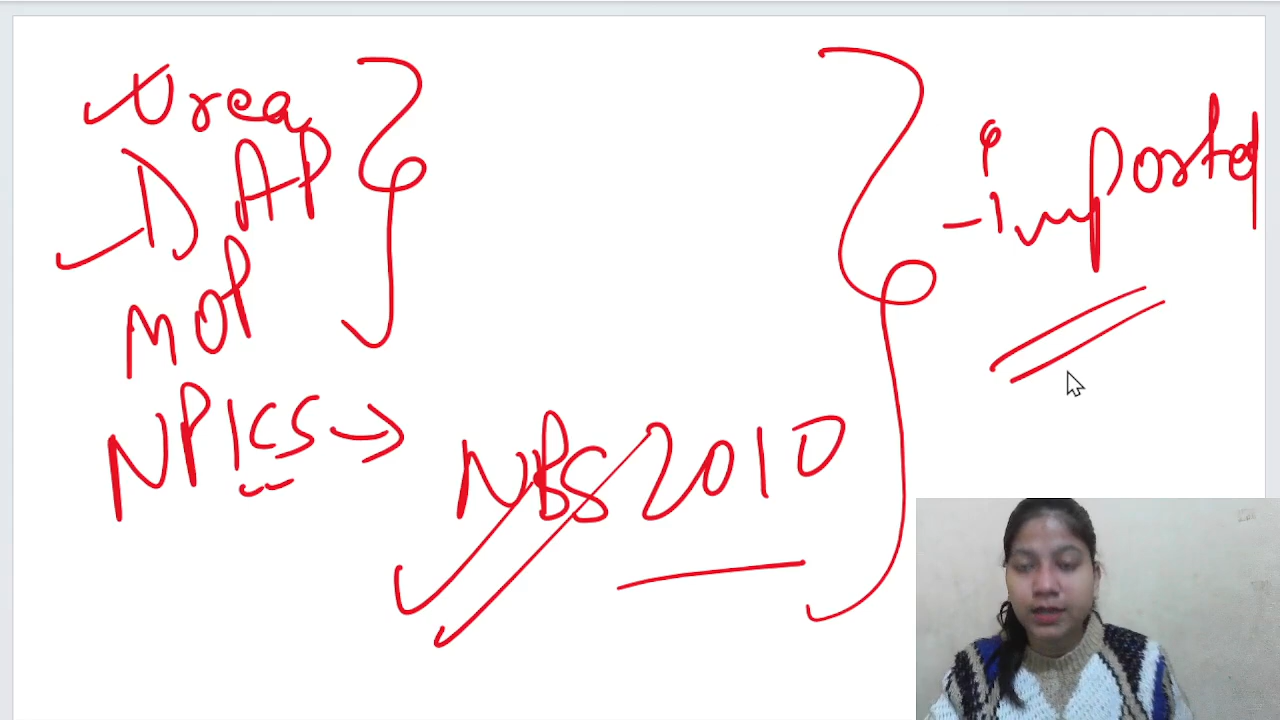 Urea
DAP
MOP
NPKS → NBS 2010
- imported